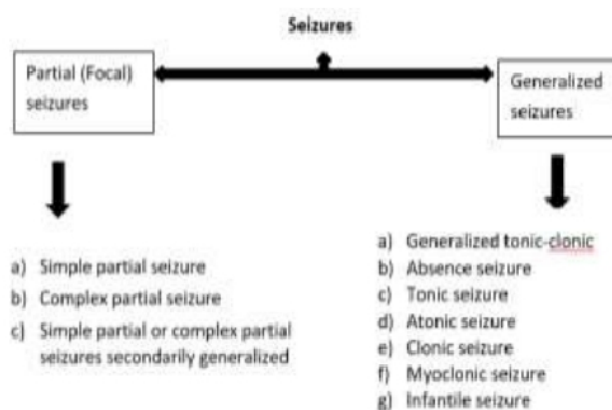 Seizures
Partial (Focal)
seizures
Generalized
seizures
a) Simple partial seizure
b) Complex partial seizure
c) Simple partial or complex partial
seizures secondarily generalized
a) Generalized tonic-clonic
b) Absence seizure
c) Tonic seizure
d) Atonic seizure
e) Clonic seizure
f) Myoclonic seizure
g) Infantile seizure